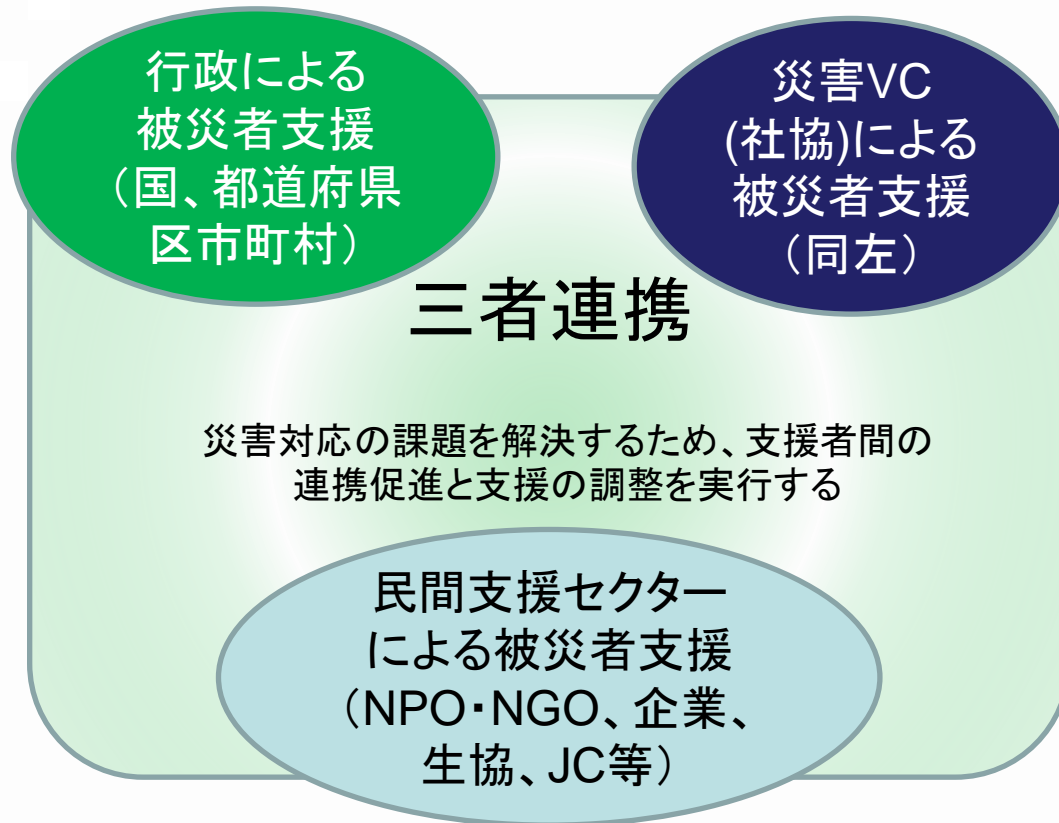 行政による
被災者支援
（国、都道府県
区市町村）
災害VC
(社協)による
被災者支援
（同左）
三者連携
災害対応の課題を解決するため、支援者間の
連携促進と支援の調整を実行する
民間支援セクター
による被災者支援
（NPO・NGO、企業、
生協、JC等）